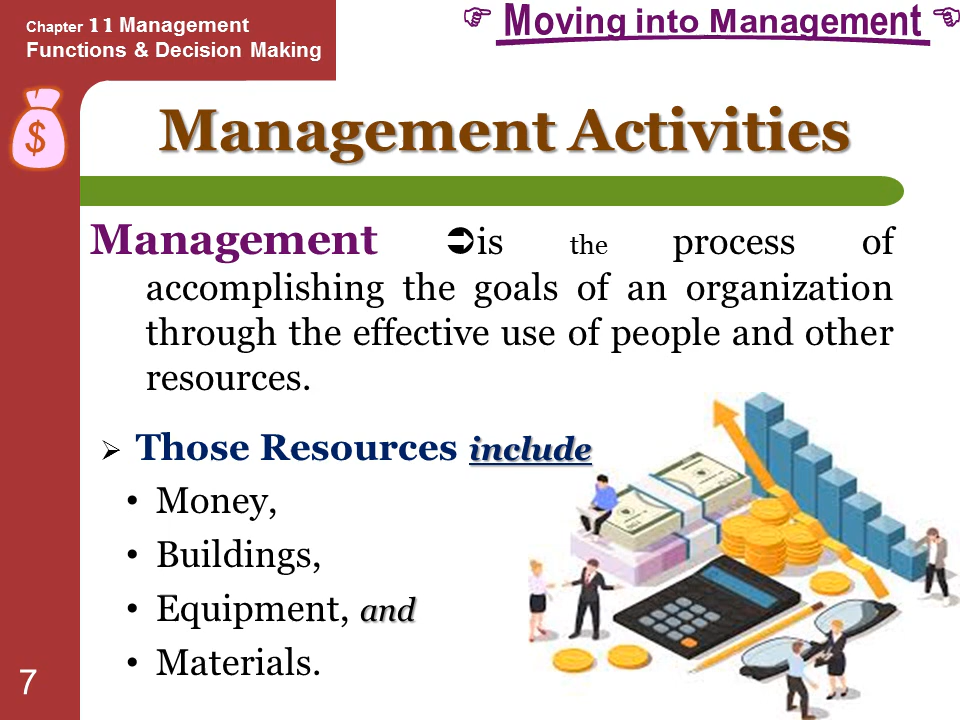 Chapter 11 Management
Functions & Decision Making
Moving into Management
$
Management Activities
Management ➲is the process of
accomplishing the goals of an organization
through the effective use of people and other
resources.
➢ Those Resources include
• Money,
• Buildings,
• Equipment, and
• Materials.
7